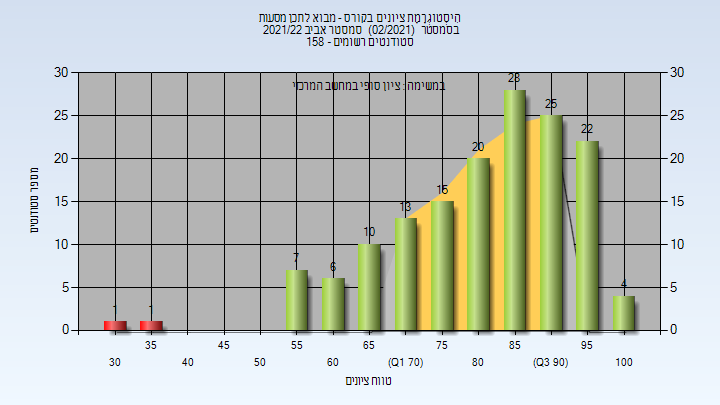 היסטוגרמת ציונים בקורס - מבוא לתכן מסעות
בסמסטר (02/2021) סמסטר אביב 2021/22
סטודנטים רשומים - 158
במשימה : ציון סופי במחשב המרכזי
מספר סטודנטים
30 30
25 25
20 20
15 15
10 10
5 5
0 0
1 1 7 6 10 13 15 20 28 25 22 4
35 45 55 65 75 85 95
30 40 50 60 (Q1 70) 80 (Q3 90) 100
טווח ציונים